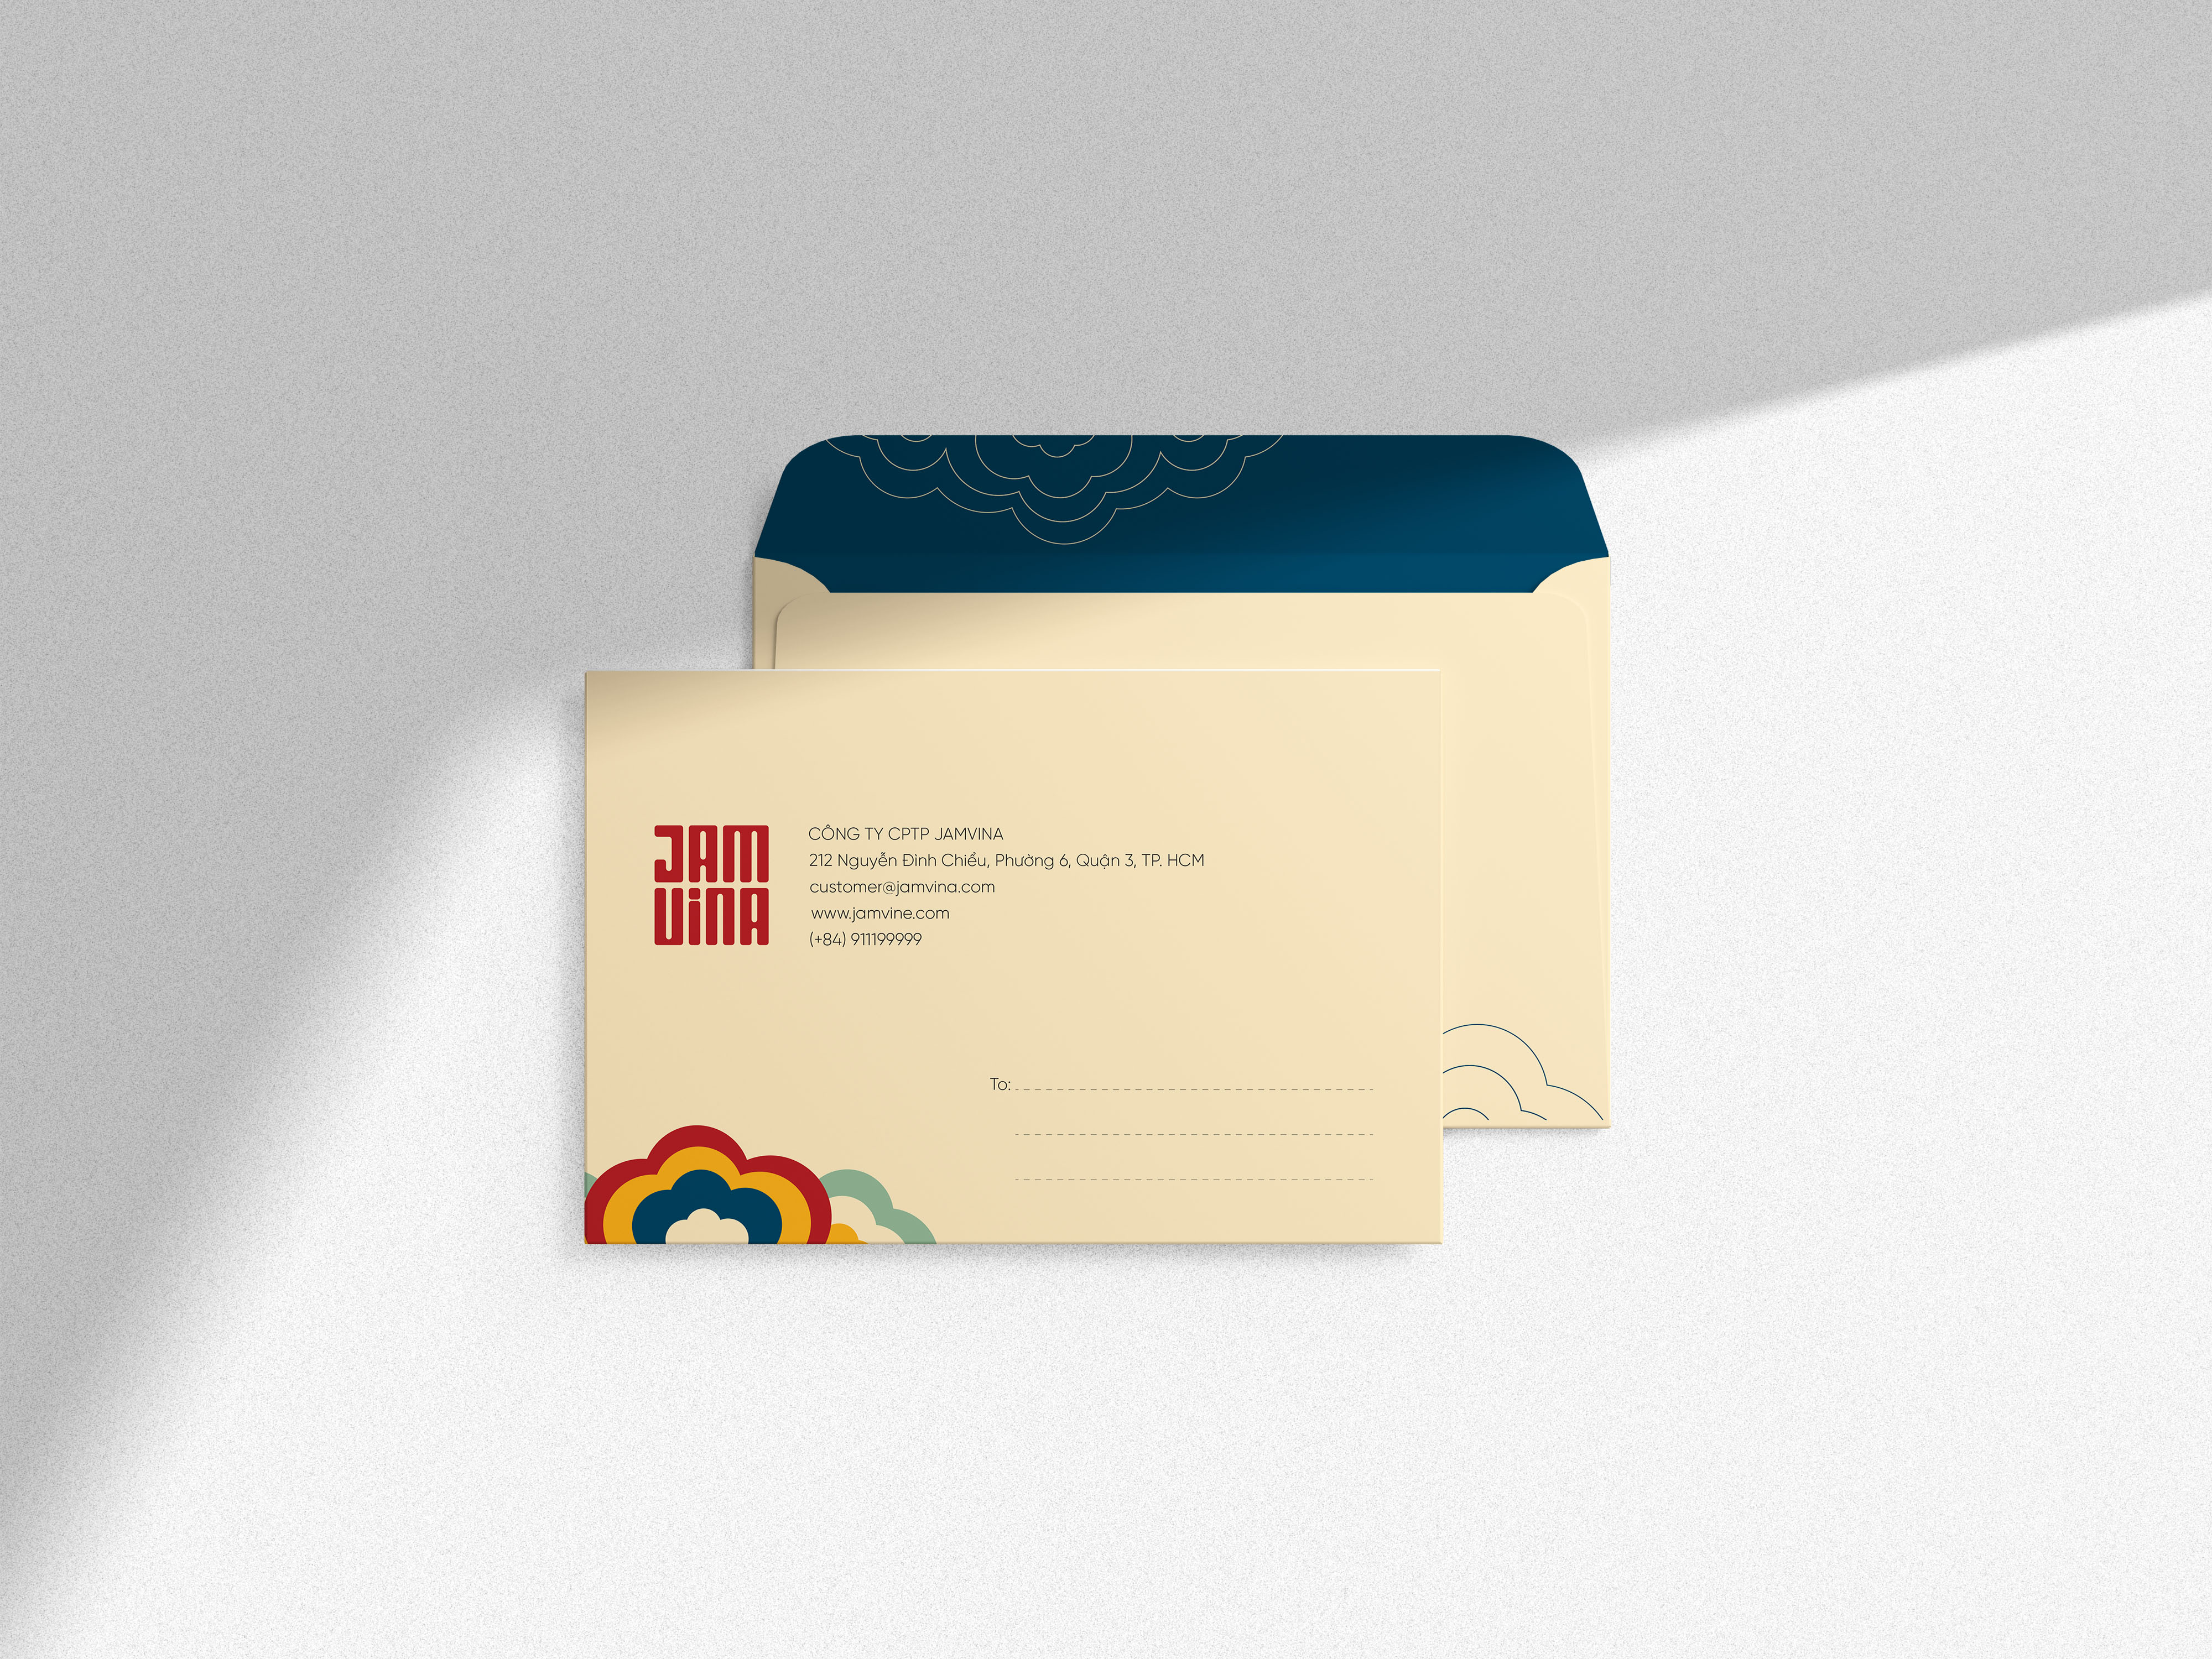 JAM
ViNA
CÔNG TY CPTP JAMVINA
212 Nguyễn Đình Chiểu, Phường 6, Quận 3, TP. HCM
customer@jamvina.com
www.jamvine.com
(+84) 911199999
To: